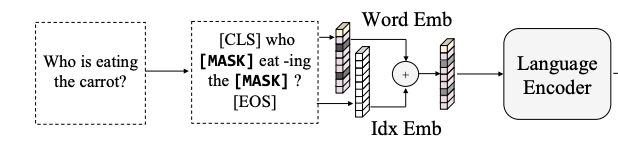 Word Emb
Who is eating
the carrot?
[CLS] who
[MASK] eat -ing
the [MASK] ?
[EOS]
+
Language
Encoder
Idx Emb